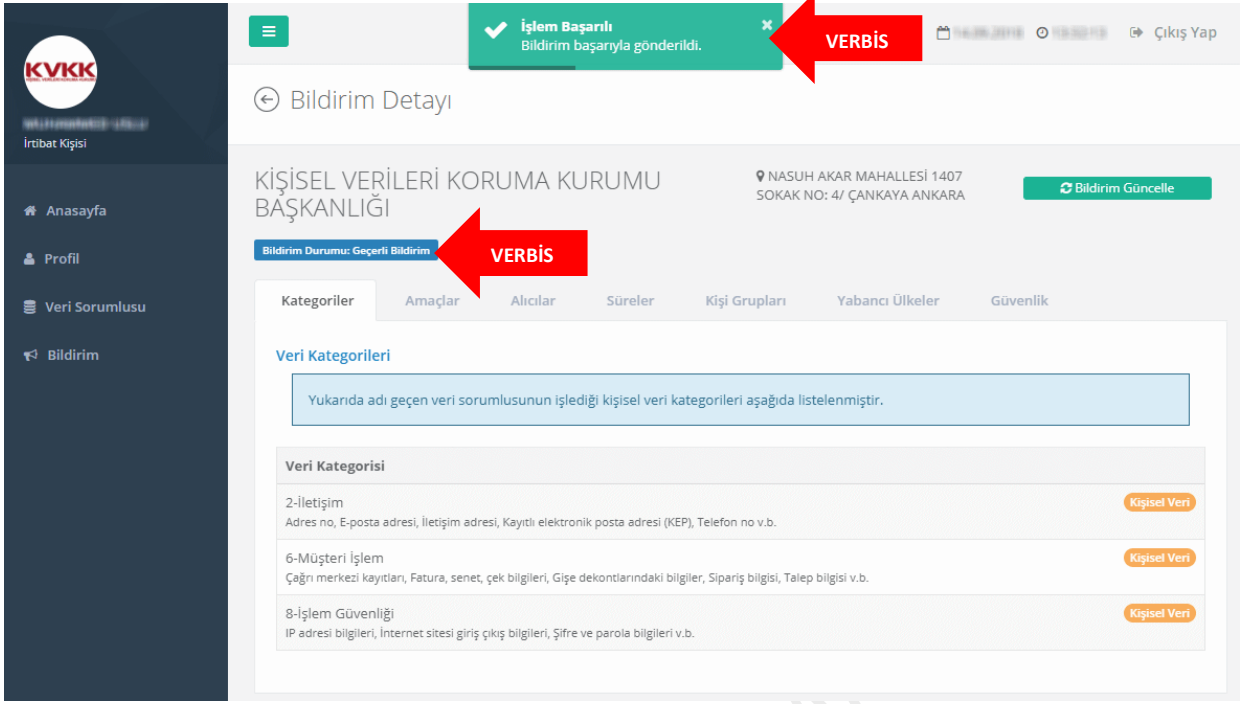 İşlem Başarılı
Bildirim başarıyla gönderildi.
VERBİS
Çıkış Yap
KVKK
Bildirim Detayı
İrtibat Kişisi
KİŞİSEL VERİLERİ KORUMA KURUMU
BAŞKANLIĞI
NASUH AKAR MAHALLESİ 1407
SOKAK NO: 4/ ÇANKAYA ANKARA
Bildirim Güncelle
Bildirim Durumu: Geçerli Bildirim
VERBİS
Anasayfa
Profil
Veri Sorumlusu
Bildirim
Kategoriler Amaçlar Alıcılar Süreler Kişi Grupları Yabancı Ülkeler Güvenlik
Veri Kategorileri
Yukarıda adı geçen veri sorumlusunun işlediği kişisel veri kategorileri aşağıda listelenmiştir.
Veri Kategorisi
2-İletişim
Kişisel Veri
Adres no, E-posta adresi, İletişim adresi, Kayıtlı elektronik posta adresi (KEP), Telefon no v.b.
6-Müşteri İşlem
Kişisel Veri
Çağrı merkezi kayıtları, Fatura, senet, çek bilgileri, Gişe dekontlarındaki bilgiler, Sipariş bilgisi, Talep bilgisi v.b.
8-İşlem Güvenliği
Kişisel Veri
IP adresi bilgileri, İnternet sitesi giriş çıkış bilgileri, Şifre ve parola bilgileri v.b.